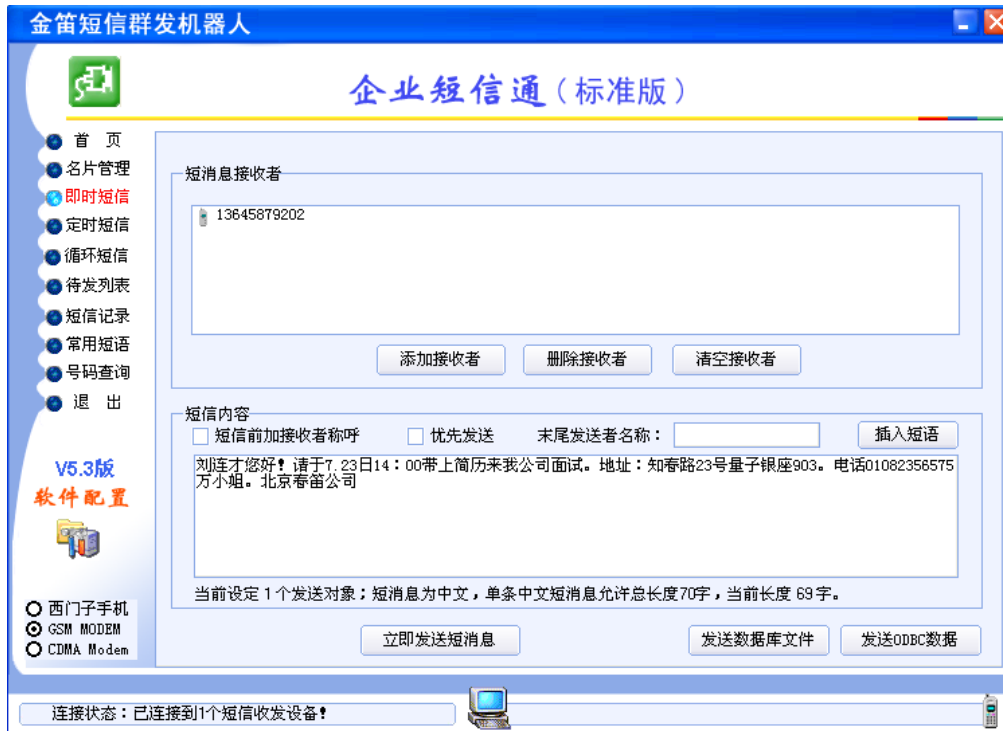 金笛短信群发机器人
企业短信通(标准版)
首 页
名片管理
即时短信
定时短信
循环短信
待发列表
短信记录
常用短语
号码查询
退 出
V5.3版
软件配置
西门子手机
GSM MODEM
CDMA Modem
短消息接收者
13645879202
添加接收者 删除接收者 清空接收者
短信内容
短信前加接收者称呼 优先发送 末尾发送者名称: 插入短语
刘连才您好!请于7.23日14:00带上简历来我公司面试。地址:知春路23号量子银座903。电话01082356575
万小姐。北京春笛公司
当前设定1个发送对象;短消息为中文,单条中文短消息允许总长度70字,当前长度 69字。
立即发送短消息 发送数据库文件 发送ODBC数据
连接状态:已连接到1个短信收发设备!